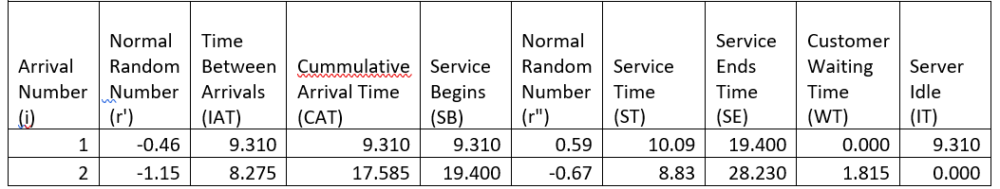 Arrival Number (i) Normal Random Number (r') Time Between Arrivals (IAT) Cummulative Arrival Time (CAT) Service Begins (SB) Normal Random Number (r") Service Time (ST) Service Ends Time (SE) Customer Waiting Time (WT) Server Idle (IT)
1 -0.46 9.310 9.310 9.310 0.59 10.09 19.400 0.000 9.310
2 -1.15 8.275 17.585 19.400 -0.67 8.83 28.230 1.815 0.000